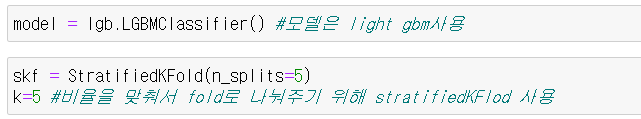 model = lgb.LGBMClassifier() #모델은 light gbm사용
skf = StratifiedKFold(n_splits=5)
k=5 #비율을 맞춰서 fold로 나눠주기 위해 stratifiedKFlod 사용